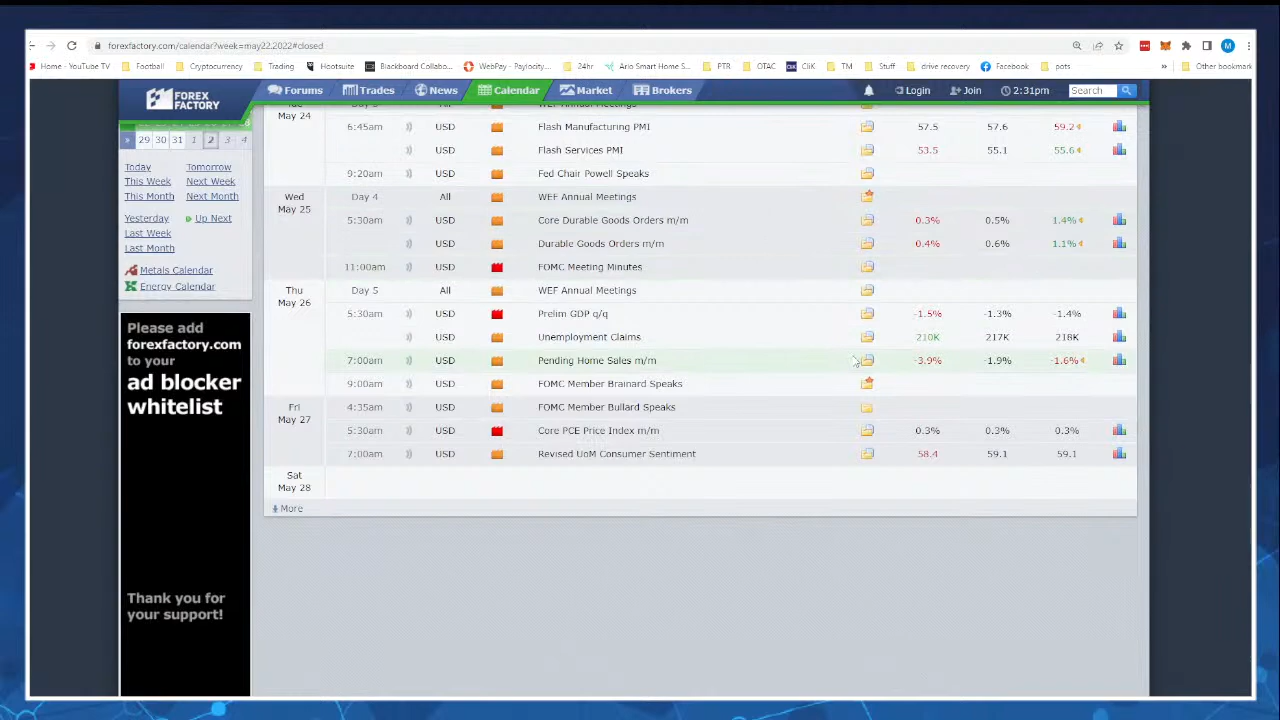 forexfactory.com/calendar?week=may22.2022#closed
Home - YouTube TV Football Cryptocurrency Trading Hootsuite Blackboard Collabo... WebPay - Paylocity... 24hr Arlo Smart Home S... PTR OTAC CliK TM Stuff drive recovery Facebook pots » Other bookmark
FOREX FACTORY Forums Trades News Calendar Market Brokers Login Join 2:31pm Search
May 24
6:45am USD Flash Manufacturing PMI 57.5 57.6 59.2
USD Flash Services PMI 53.5 55.1 55.6
9:20am USD Fed Chair Powell Speaks
Wed May 25 Day 4 All WEF Annual Meetings
5:30am USD Core Durable Goods Orders m/m 0.3% 0.5% 1.4%
USD Durable Goods Orders m/m 0.4% 0.6% 1.1%
11:00am USD FOMC Meeting Minutes
Thu May 26 Day 5 All WEF Annual Meetings
5:30am USD Prelim GDP q/q -1.5% -1.3% -1.4%
USD Unemployment Claims 210K 217K 218K
7:00am USD Pending Home Sales m/m -3.9% -1.9% -1.6%
9:00am USD FOMC Member Brainard Speaks
Fri May 27 4:35am USD FOMC Member Bullard Speaks
5:30am USD Core PCE Price Index m/m 0.3% 0.3% 0.3%
7:00am USD Revised UoM Consumer Sentiment 58.4 59.1 59.1
Sat May 28
More
» 29 30 31 1 2 3 4
Today Tomorrow
This Week Next Week
This Month Next Month
Yesterday Up Next
Last Week
Last Month
Metals Calendar
Energy Calendar
Please add
forexfactory.com
to your
ad blocker
whitelist
Thank you for
your support!